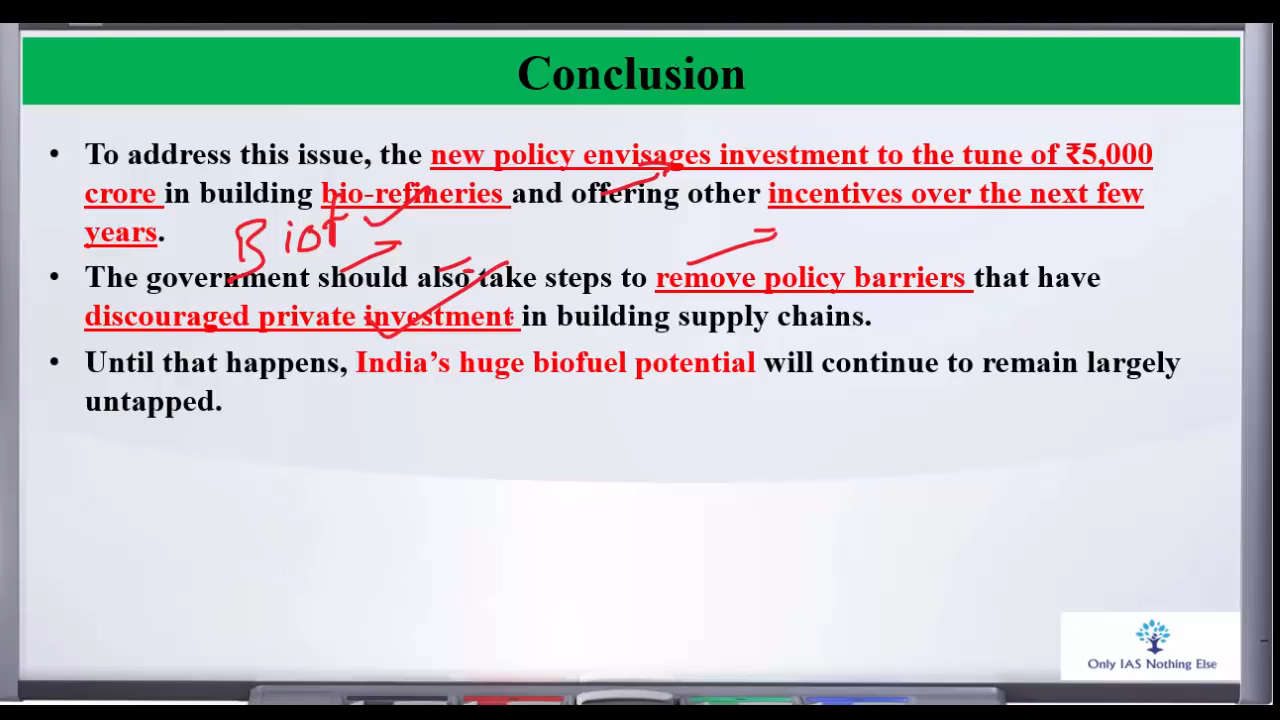 Conclusion
• To address this issue, the new policy envisages investment to the tune of ₹5,000
crore in building bio-refineries and offering other incentives over the next few
years.
• The government should also take steps to remove policy barriers that have
discouraged private investment in building supply chains.
• Until that happens, India's huge biofuel potential will continue to remain largely
untapped.
Only IAS Nothing Else